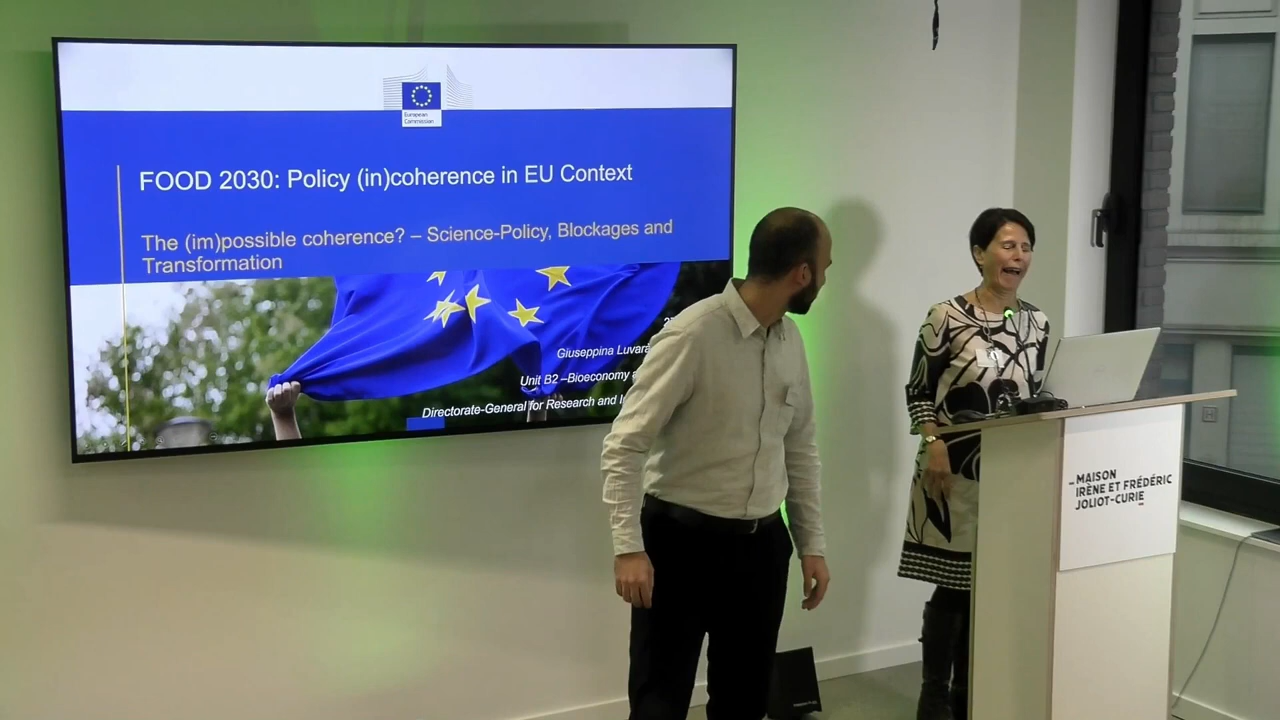 European
Commission
FOOD 2030: Policy (in)coherence in EU Context
The (im)possible coherence? – Science-Policy, Blockages and
Transformation
Giuseppina
Unit B2 –Bioeconomy
Directorate-General for Research and
MAISON
IRÈNE ET FRÉDÉRIC
JOLIOT-CURIE